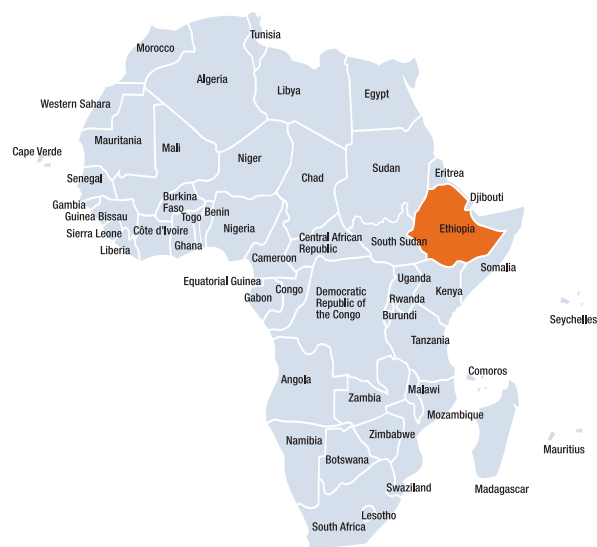 Tunisia
Morocco
Algeria
Libya
Egypt
Western Sahara
Mauritania
Mali
Cape Verde
Niger
Chad
Sudan
Eritrea
Senegal
Djibouti
Burkina
Faso
Gambia
Benin
Guinea Bissau
Togo
Côte d'Ivoire
Nigeria
Ethiopia
Sierra Leone
Ghana
Liberia
Central African
Republic
South Sudan
Cameroon
Somalia
Equatorial Guinea
Congo
Uganda
Gabon
Democratic
Republic of
the Congo
Kenya
Rwanda
Burundi
Seychelles
Tanzania
Comoros
Angola
Malawi
Zambia
Mozambique
Zimbabwe
Namibia
Mauritius
Botswana
Swaziland
Madagascar
Lesotho
South Africa